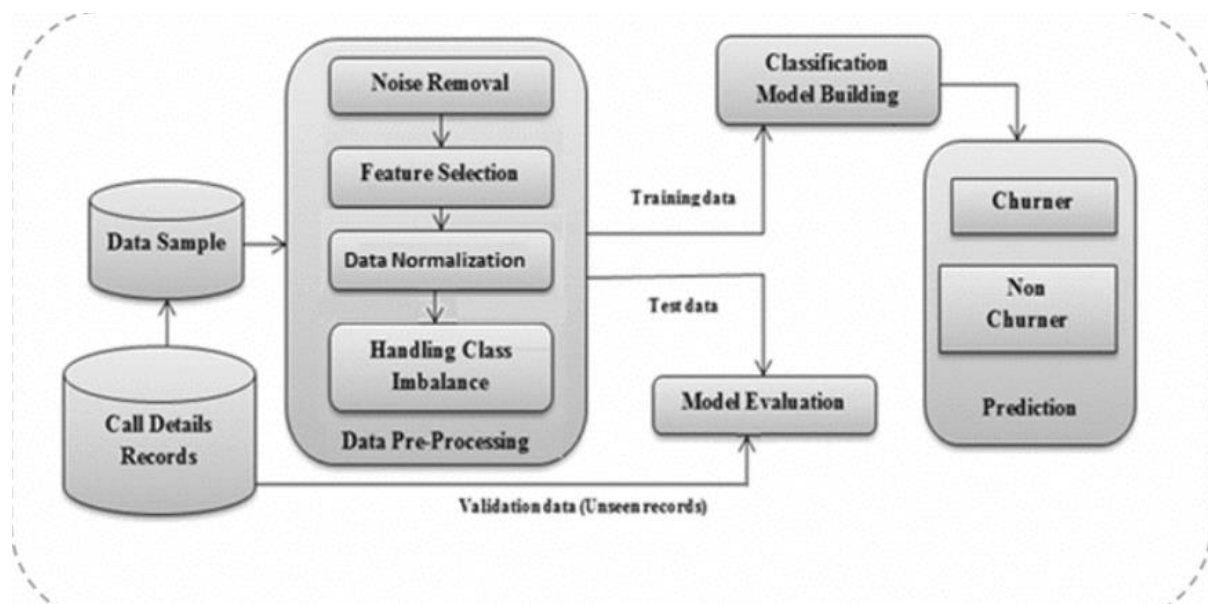 Noise Removal
Feature Selection
Data Normalization
Handling Class
Imbalance
Data Pre-Processing
Data Sample
Call Details
Records
Training data
Test data
Validation data (Unseen records)
Classification
Model Building
Model Evaluation
Churner
Non
Churner
Prediction